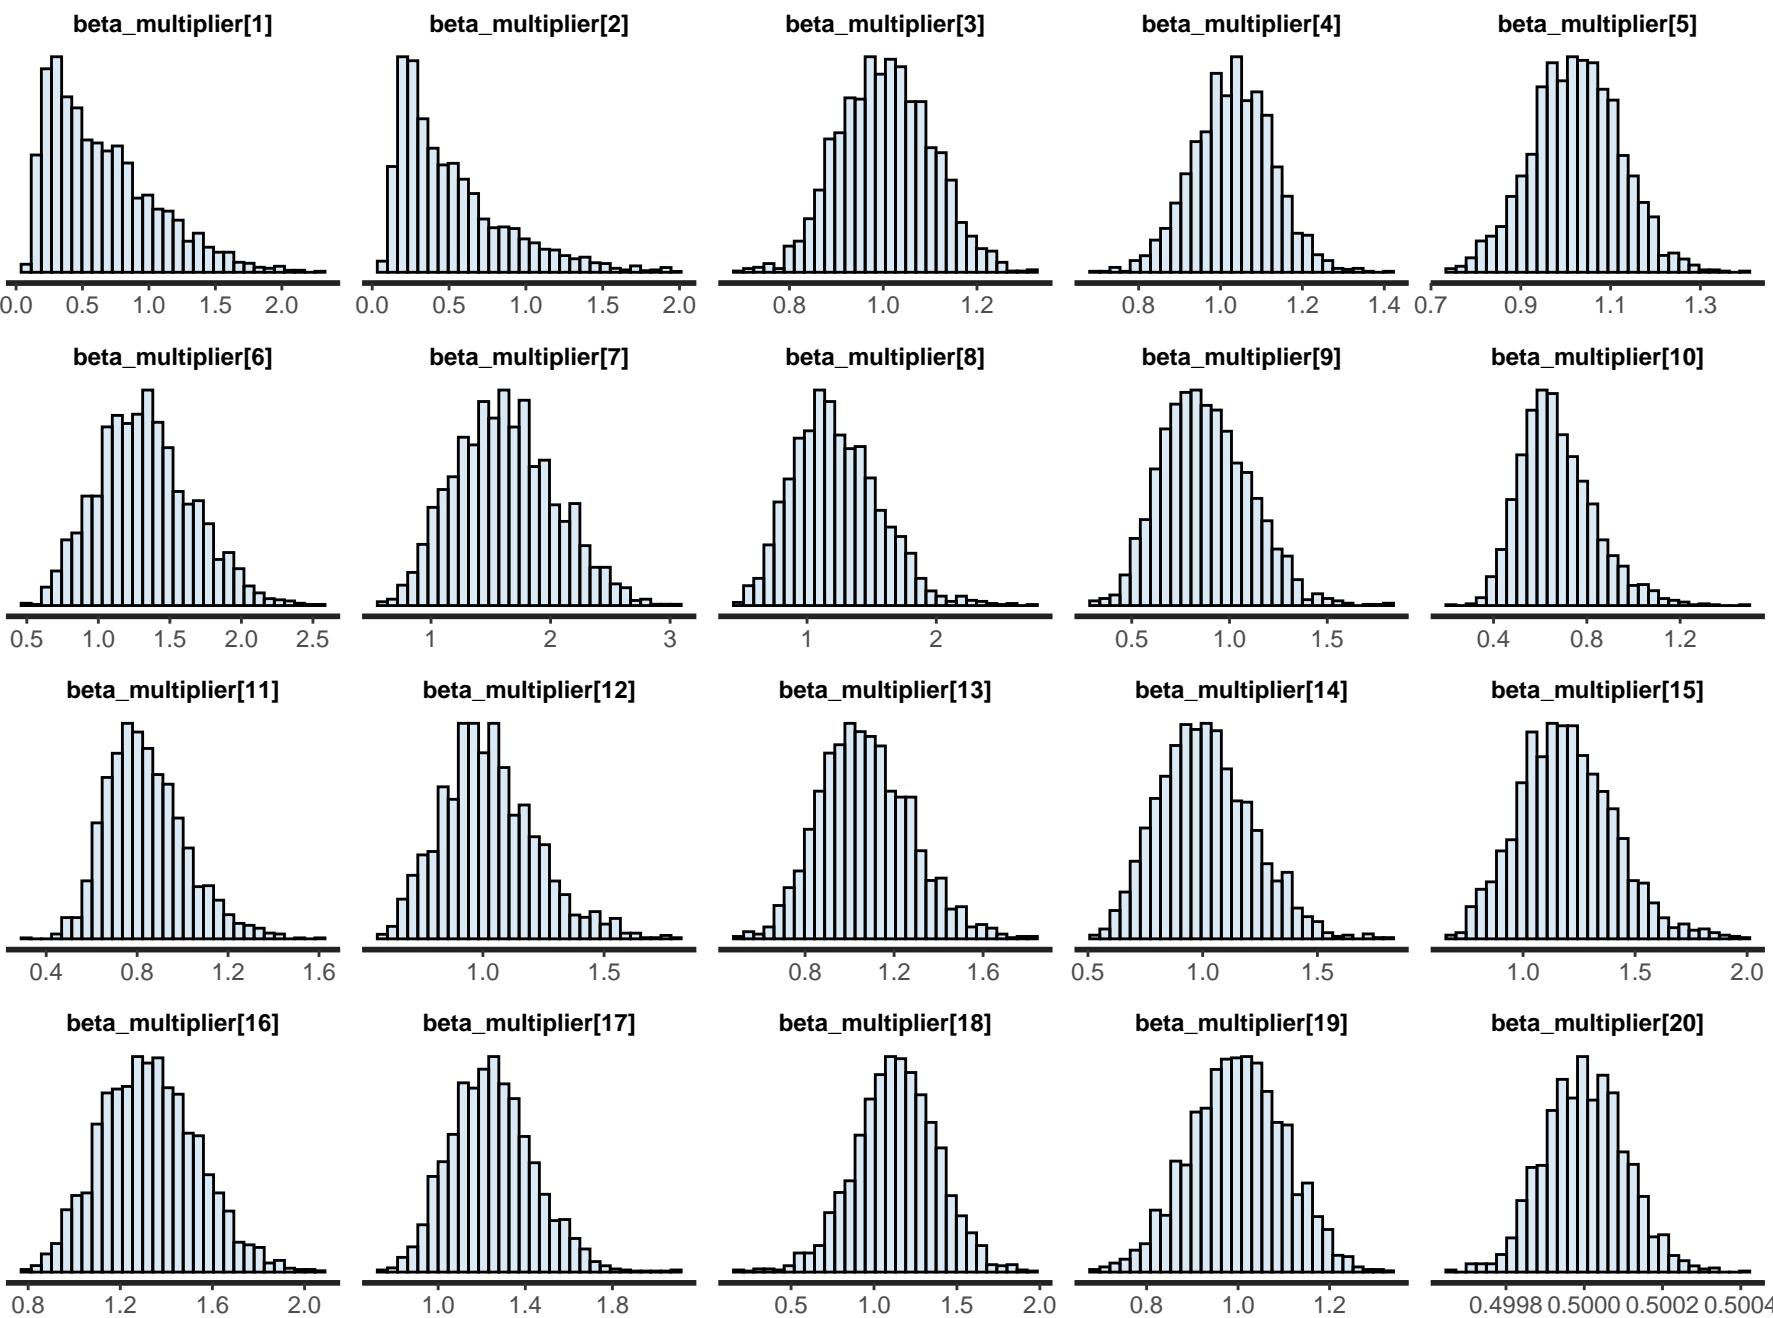 beta_multiplier[1] beta_multiplier[2] beta_multiplier[3] beta_multiplier[4] beta_multiplier[5]
0.0 0.5 1.0 1.5 2.0 0.0 0.5 1.0 1.5 2.0 0.8 1.0 1.2 0.8 1.0 1.2 1.4 0.7 0.9 1.1 1.3
beta_multiplier[6] beta_multiplier[7] beta_multiplier[8] beta_multiplier[9] beta_multiplier[10]
0.5 1.0 1.5 2.0 2.5 1 2 3 1 2 0.5 1.0 1.5 0.4 0.8 1.2
beta_multiplier[11] beta_multiplier[12] beta_multiplier[13] beta_multiplier[14] beta_multiplier[15]
0.4 0.8 1.2 1.6 1.0 1.5 0.8 1.2 1.6 0.5 1.0 1.5 1.0 1.5 2.0
beta_multiplier[16] beta_multiplier[17] beta_multiplier[18] beta_multiplier[19] beta_multiplier[20]
0.8 1.2 1.6 2.0 1.0 1.4 1.8 0.5 1.0 1.5 2.0 0.8 1.0 1.2 0.4998 0.5000 0.5002 0.5004